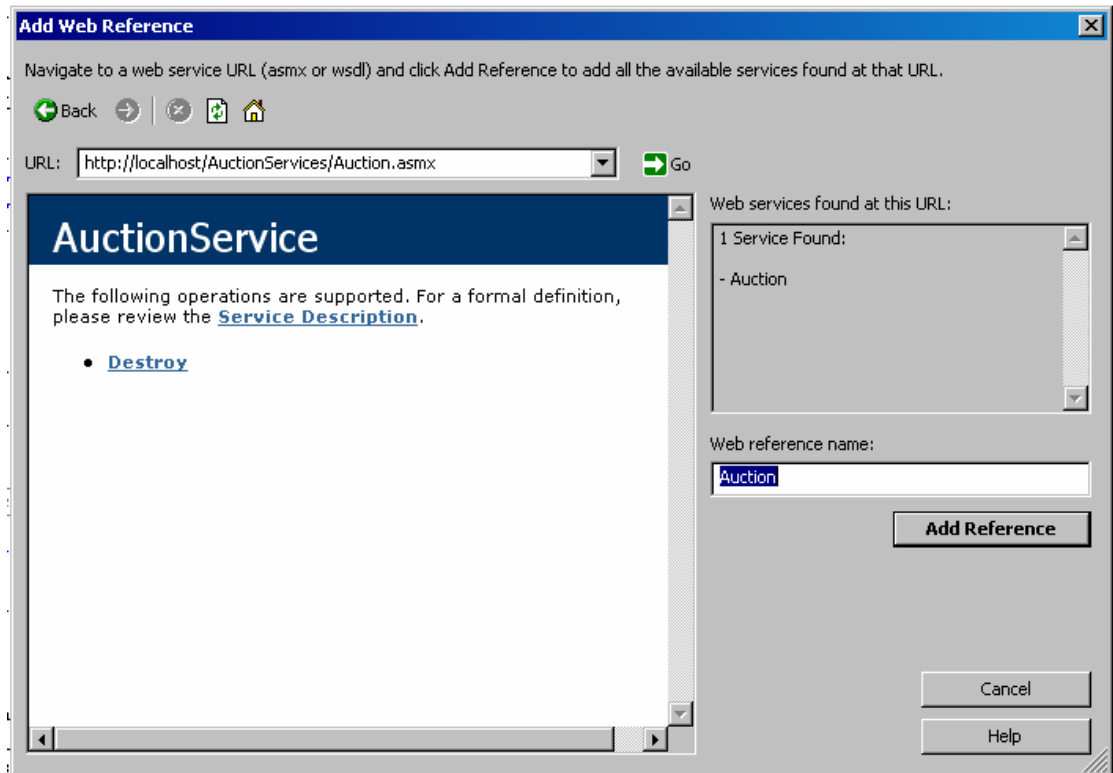 Add Web Reference
Navigate to a web service URL (asmx or wsdl) and click Add Reference to add all the available services found at that URL.
Back
URL: http://localhost/AuctionServices/Auction.asmx Go
AuctionService
The following operations are supported. For a formal definition,
please review the Service Description.
• Destroy
Web services found at this URL:
1 Service Found:
- Auction
Web reference name:
Auction
Add Reference
Cancel
Help